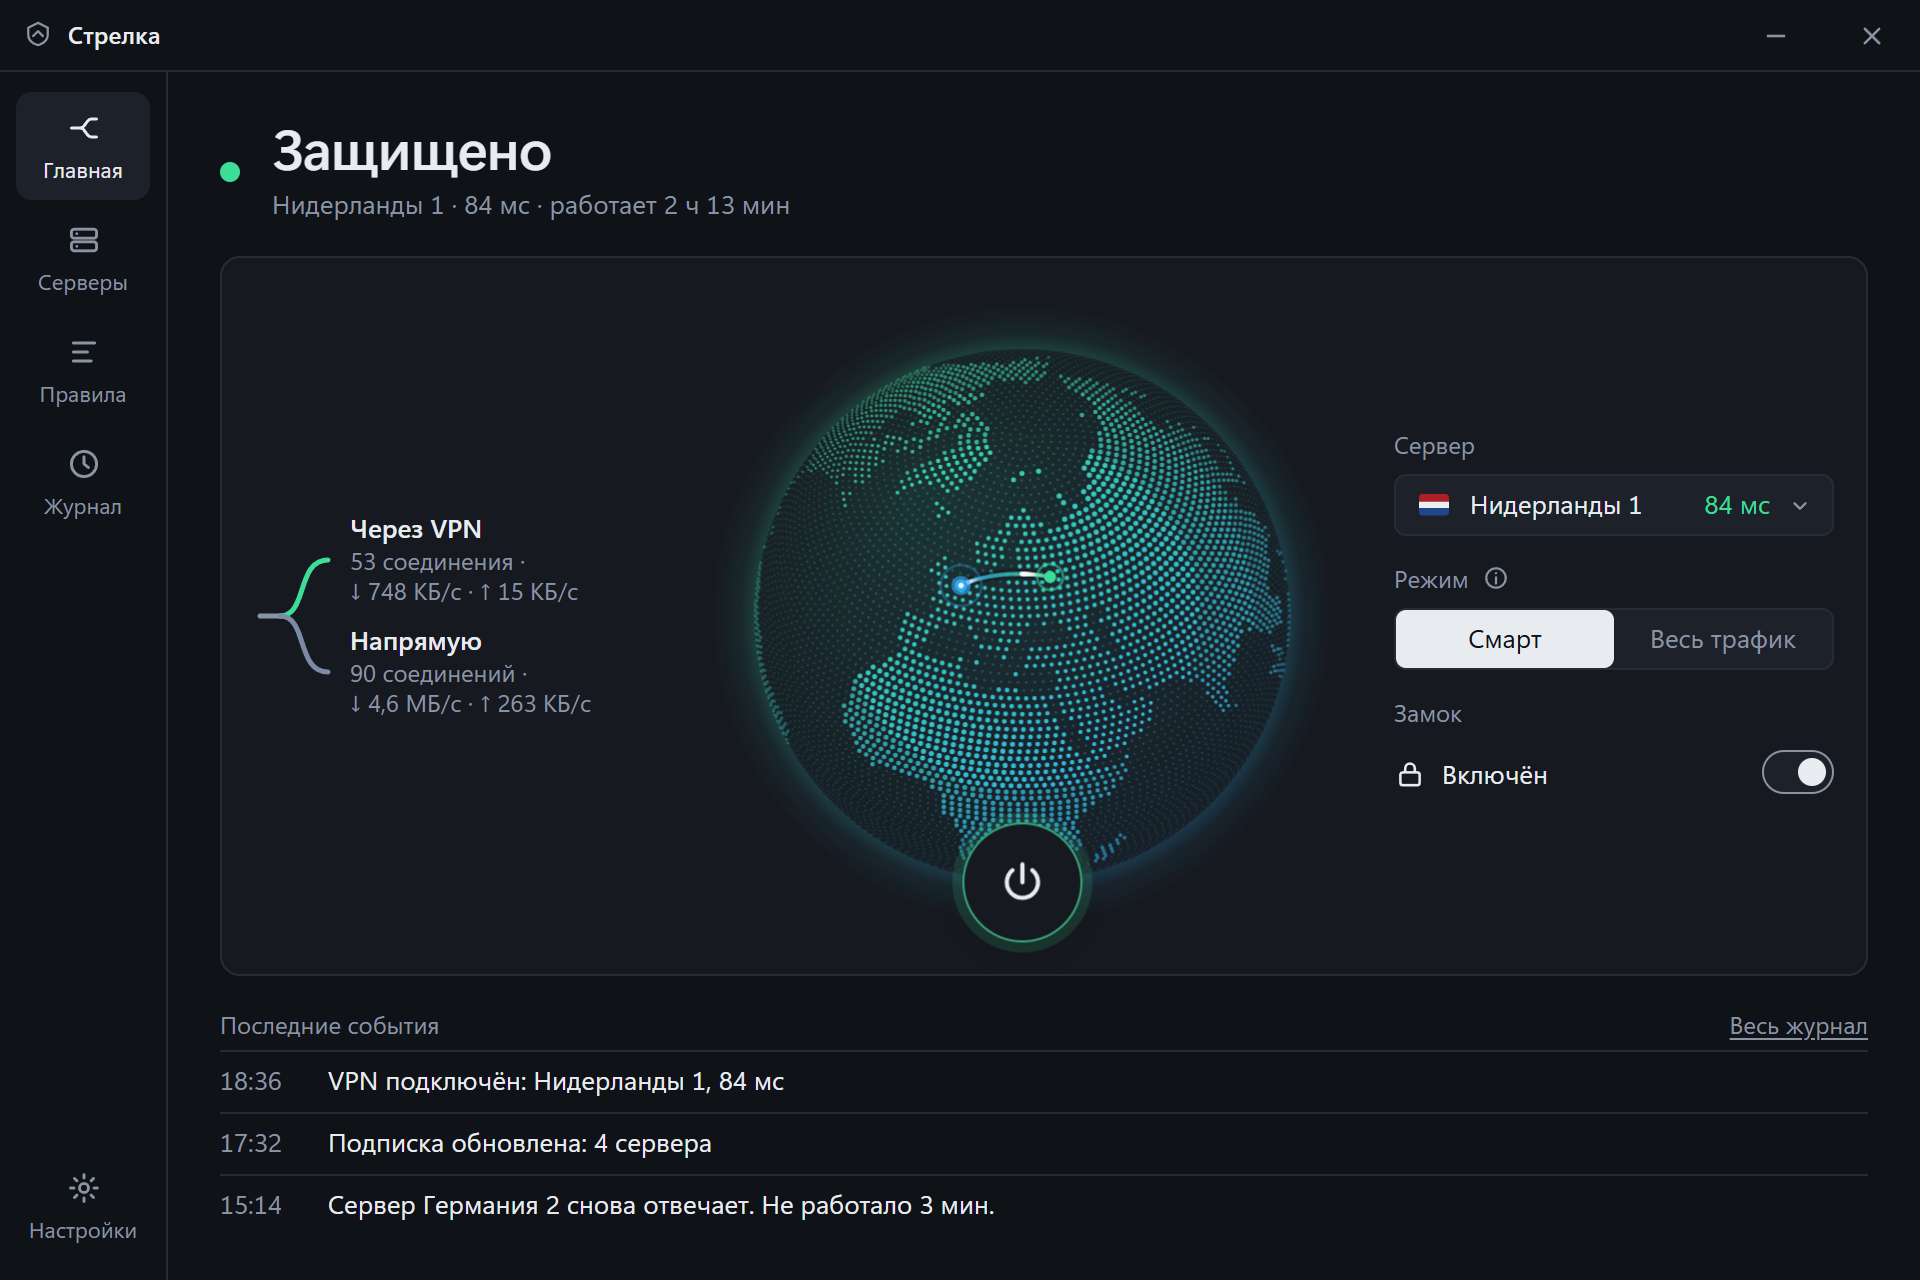 Стрелка
Главная
Серверы
Правила
Журнал
Настройки
Защищено
Нидерланды 1 · 84 мс · работает 2 ч 13 мин
Через VPN
53 соединения ·
↓ 748 КБ/с · ↑ 15 КБ/с
Напрямую
90 соединений ·
↓ 4,6 МБ/с · ↑ 263 КБ/с
Сервер
Нидерланды 1 84 мс
Режим
Смарт Весь трафик
Замок
Включён
Последние события Весь журнал
18:36 VPN подключён: Нидерланды 1, 84 мс
17:32 Подписка обновлена: 4 сервера
15:14 Сервер Германия 2 снова отвечает. Не работало 3 мин.